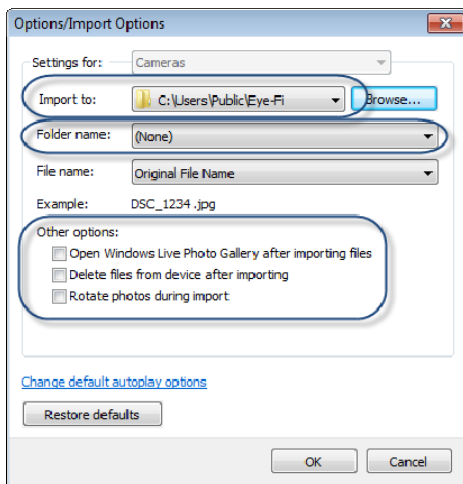 Options/Import Options
Settings for: Cameras
Import to: C:\Users\Public\Eye-Fi Browse...
Folder name: (None)
File name: Original File Name
Example: DSC_1234.jpg
Other options:
Open Windows Live Photo Gallery after importing files
Delete files from device after importing
Rotate photos during import
Change default autoplay options
Restore defaults
OK Cancel